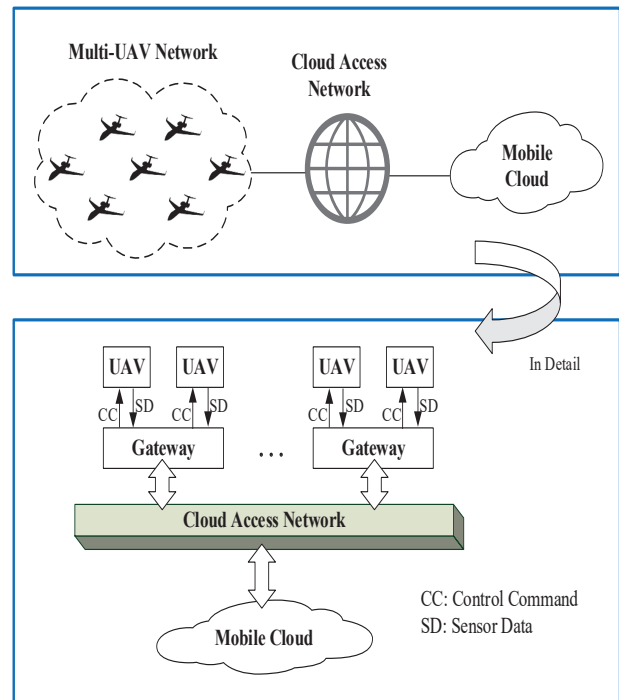 Multi-UAV Network
Cloud Access
Network
Mobile
Cloud
In Detail
UAV UAV UAV UAV
CC SD CC SD CC SD CC SD
Gateway ... Gateway
Cloud Access Network
Mobile Cloud
CC: Control Command
SD: Sensor Data